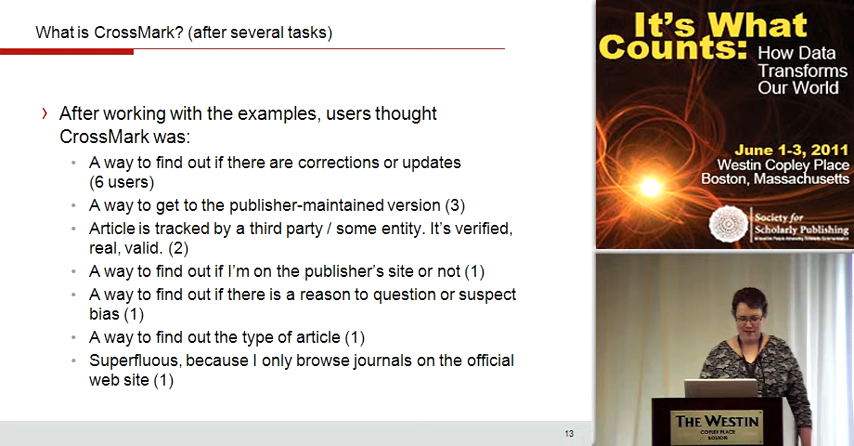 What is CrossMark? (after several tasks)
› After working with the examples, users thought
CrossMark was:
• A way to find out if there are corrections or updates
(6 users)
• A way to get to the publisher-maintained version (3)
• Article is tracked by a third party / some entity. It's verified,
real, valid. (2)
• A way to find out if I'm on the publisher's site or not (1)
• A way to find out if there is a reason to question or suspect
bias (1)
• A way to find out the type of article (1)
• Superfluous, because I only browse journals on the official
web site (1)
13
It's What
Counts: How Data
Transforms
Our World
June 1-3, 2011
Westin Copley Place
Boston, Massachusetts
Society for
Scholarly Publishing
THE WESTIN
COPLEY PLACE
BOSTON